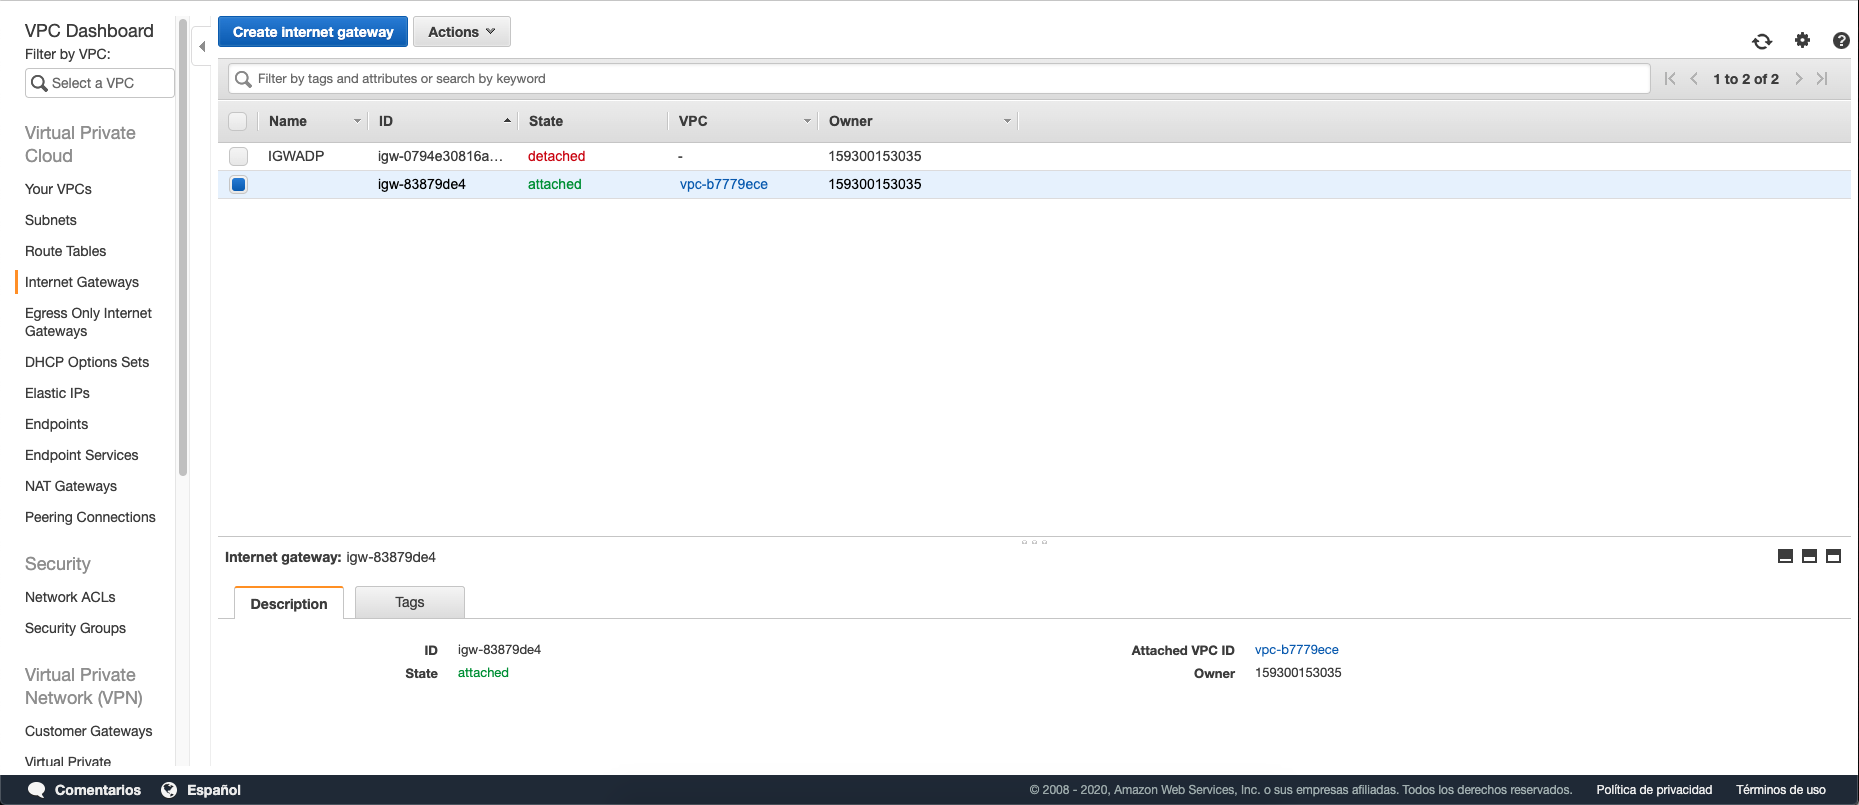 VPC Dashboard
Filter by VPC:
Select a VPC
Virtual Private
Cloud
Your VPCs
Subnets
Route Tables
Internet Gateways
Egress Only Internet
Gateways
DHCP Options Sets
Elastic IPs
Endpoints
Endpoint Services
NAT Gateways
Peering Connections
Security
Network ACLs
Security Groups
Virtual Private
Network (VPN)
Customer Gateways
Virtual Private
Create internet gateway Actions
Filter by tags and attributes or search by keyword 1 to 2 of 2
Name ID State VPC Owner
IGWADP igw-0794e30816a... detached - 159300153035
igw-83879de4 attached vpc-b7779ece 159300153035
Internet gateway: igw-83879de4
Description Tags
ID igw-83879de4 Attached VPC ID vpc-b7779ece
State attached Owner 159300153035
Comentarios Español © 2008 - 2020, Amazon Web Services, Inc. o sus empresas afiliadas. Todos los derechos reservados. Política de privacidad Términos de uso